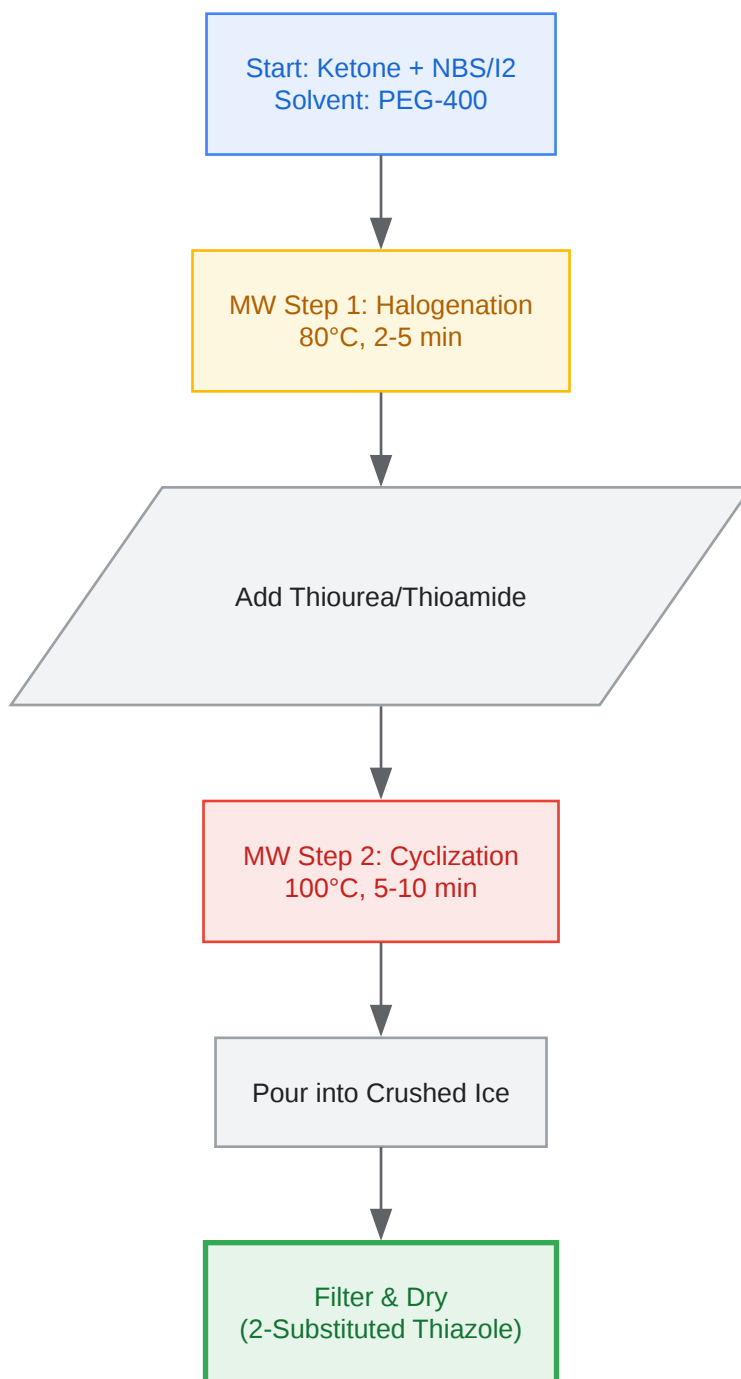 Start: Ketone + NBS/I2
Solvent: PEG-400
MW Step 1: Halogenation
80°C, 2-5 min
Add Thiourea/Thioamide
MW Step 2: Cyclization
100°C, 5-10 min
Pour into Crushed Ice
Filter & Dry
(2-Substituted Thiazole)